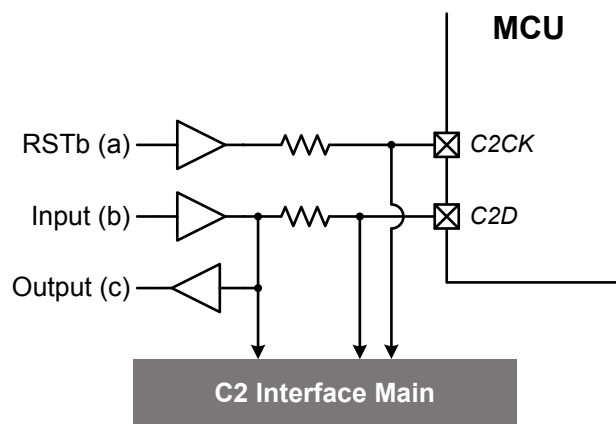 MCU
RSTb (a)
C2CK
Input (b)
C2D
Output (c)
C2 Interface Main